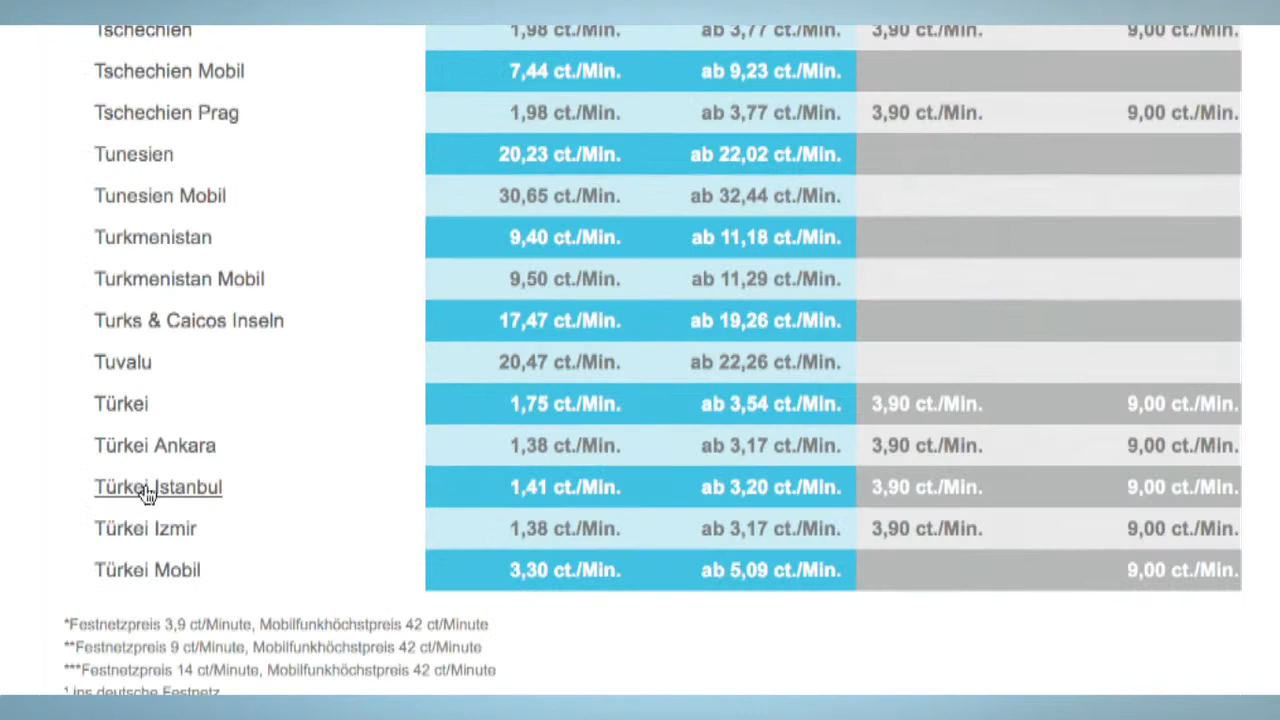 Tschechien 1,98 ct./Min. ab 3,77 ct./Min. 3,90 ct./Min. 9,00 ct./Min.
Tschechien Mobil 7,44 ct./Min. ab 9,23 ct./Min.
Tschechien Prag 1,98 ct./Min. ab 3,77 ct./Min. 3,90 ct./Min. 9,00 ct./Min.
Tunesien 20,23 ct./Min. ab 22,02 ct./Min.
Tunesien Mobil 30,65 ct./Min. ab 32,44 ct./Min.
Turkmenistan 9,40 ct./Min. ab 11,18 ct./Min.
Turkmenistan Mobil 9,50 ct./Min. ab 11,29 ct./Min.
Turks & Caicos Inseln 17,47 ct./Min. ab 19,26 ct./Min.
Tuvalu 20,47 ct./Min. ab 22,26 ct./Min.
Türkei 1,75 ct./Min. ab 3,54 ct./Min. 3,90 ct./Min. 9,00 ct./Min.
Türkei Ankara 1,38 ct./Min. ab 3,17 ct./Min. 3,90 ct./Min. 9,00 ct./Min.
Türkei Istanbul 1,41 ct./Min. ab 3,20 ct./Min. 3,90 ct./Min. 9,00 ct./Min.
Türkei Izmir 1,38 ct./Min. ab 3,17 ct./Min. 3,90 ct./Min. 9,00 ct./Min.
Türkei Mobil 3,30 ct./Min. ab 5,09 ct./Min. 9,00 ct./Min.
*Festnetzpreis 3,9 ct/Minute, Mobilfunkhöchstpreis 42 ct/Minute
**Festnetzpreis 9 ct/Minute, Mobilfunkhöchstpreis 42 ct/Minute
***Festnetzpreis 14 ct/Minute, Mobilfunkhöchstpreis 42 ct/Minute
¹ ins deutsche Festnetz